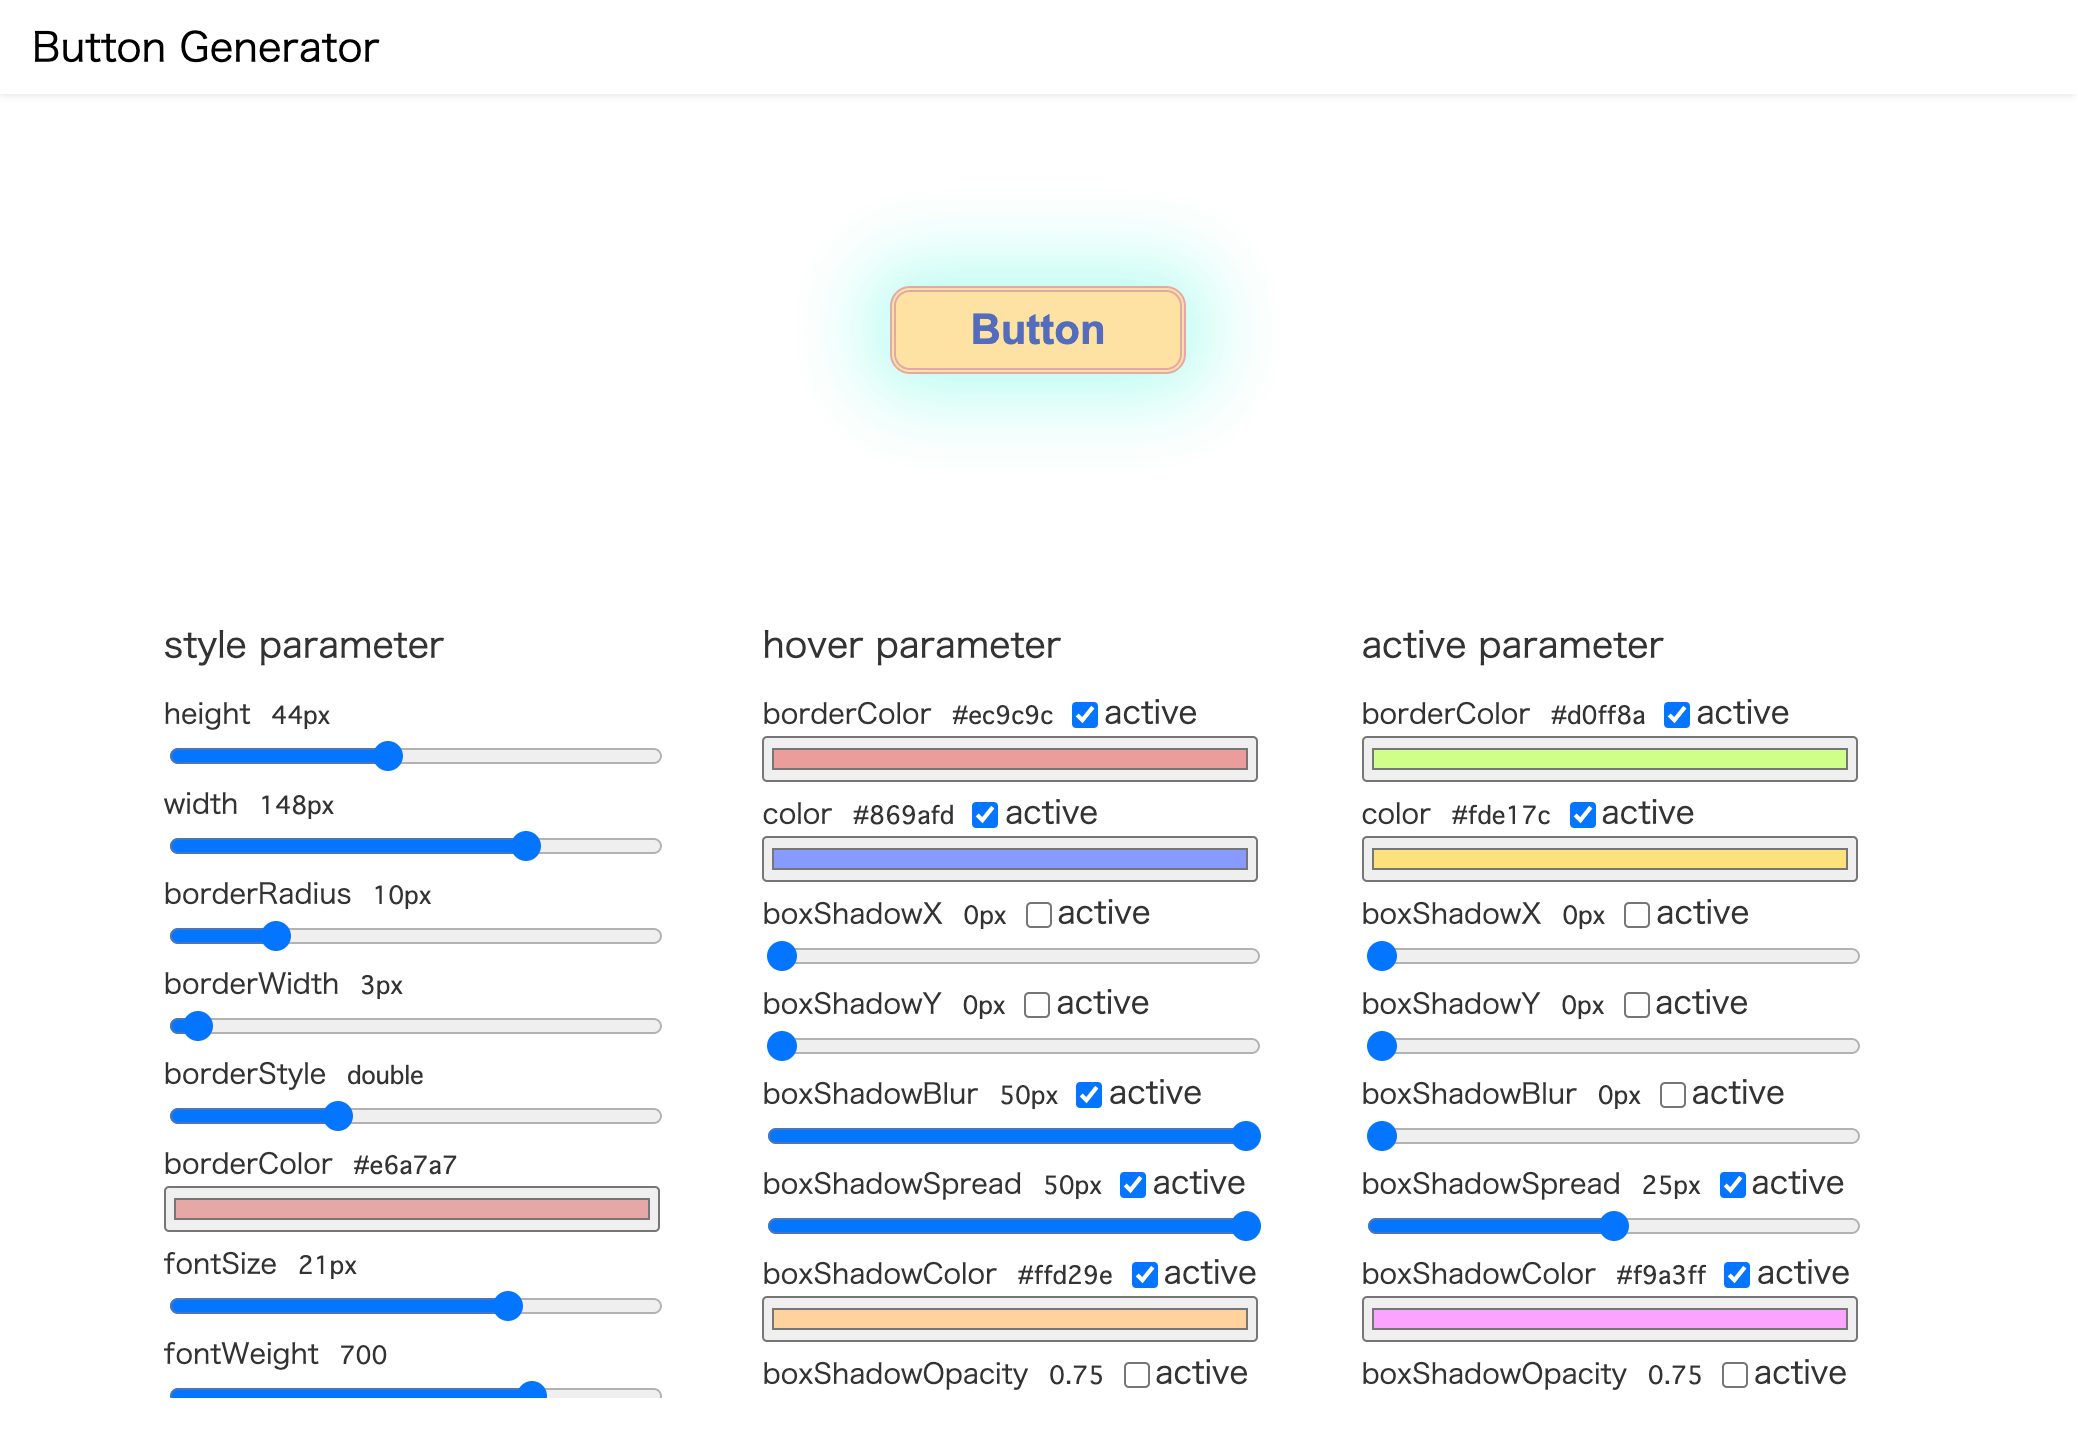 Button Generator
Button
style parameter
height 44px
width 148px
borderRadius 10px
borderWidth 3px
borderStyle double
borderColor #e6a7a7
fontSize 21px
fontWeight 700
hover parameter
borderColor #ec9c9c active
color #869afd active
boxShadowX 0px active
boxShadowY 0px active
boxShadowBlur 50px active
boxShadowSpread 50px active
boxShadowColor #ffd29e active
boxShadowOpacity 0.75 active
active parameter
borderColor #d0ff8a active
color #fde17c active
boxShadowX 0px active
boxShadowY 0px active
boxShadowBlur 0px active
boxShadowSpread 25px active
boxShadowColor #f9a3ff active
boxShadowOpacity 0.75 active